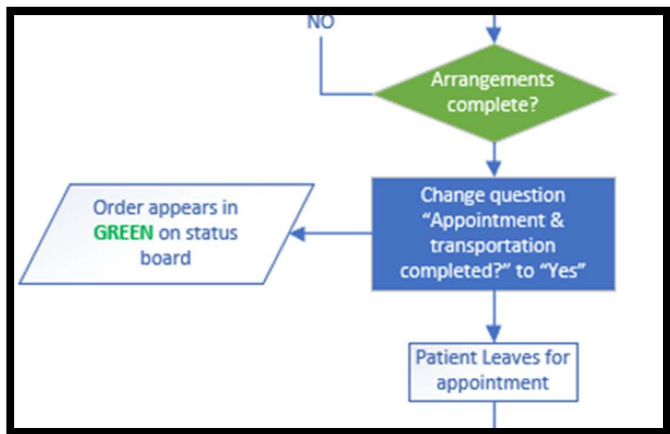 NO
Arrangements
complete?
Change question
“Appointment &
transportation
completed?” to “Yes”
Order appears in
GREEN on status
board
Patient Leaves for
appointment